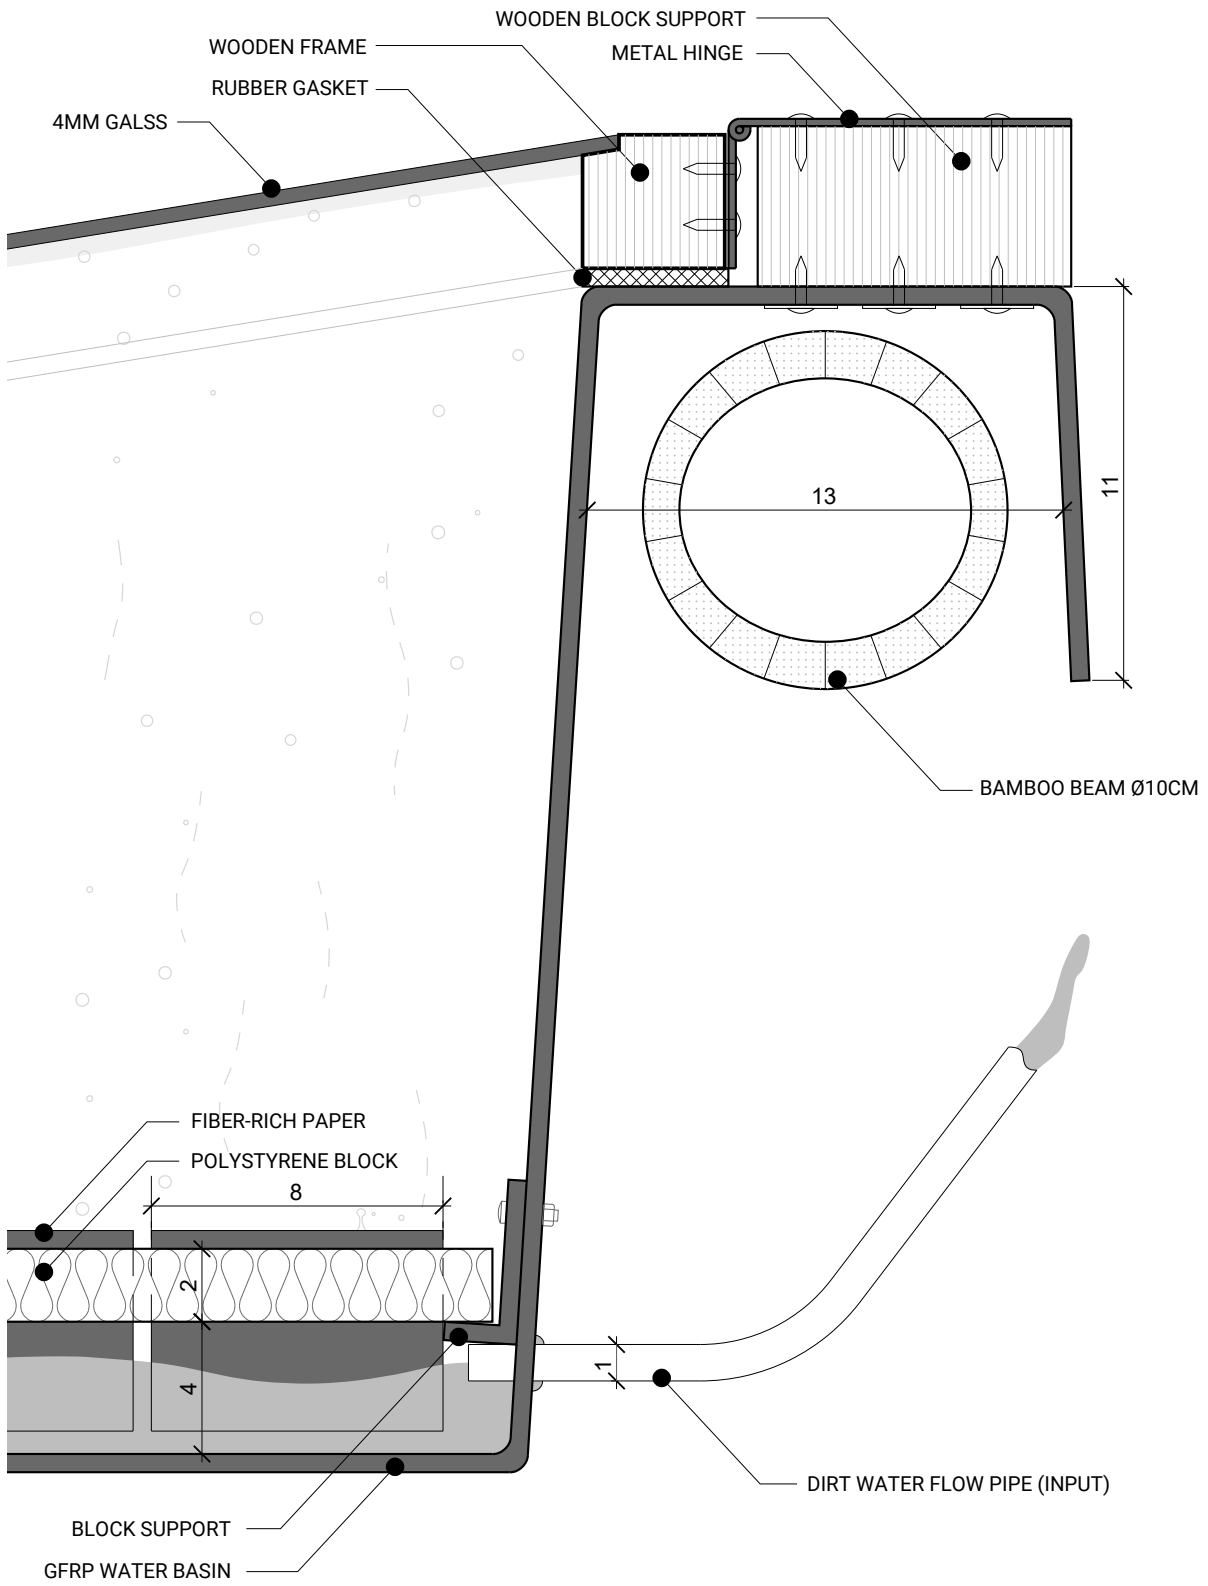 WOODEN BLOCK SUPPORT
WOODEN FRAME
METAL HINGE
RUBBER GASKET
4MM GALSS
13
11
BAMBOO BEAM Ø10CM
FIBER-RICH PAPER
POLYSTYRENE BLOCK
8
2
1
4
DIRT WATER FLOW PIPE (INPUT)
BLOCK SUPPORT
GFRP WATER BASIN